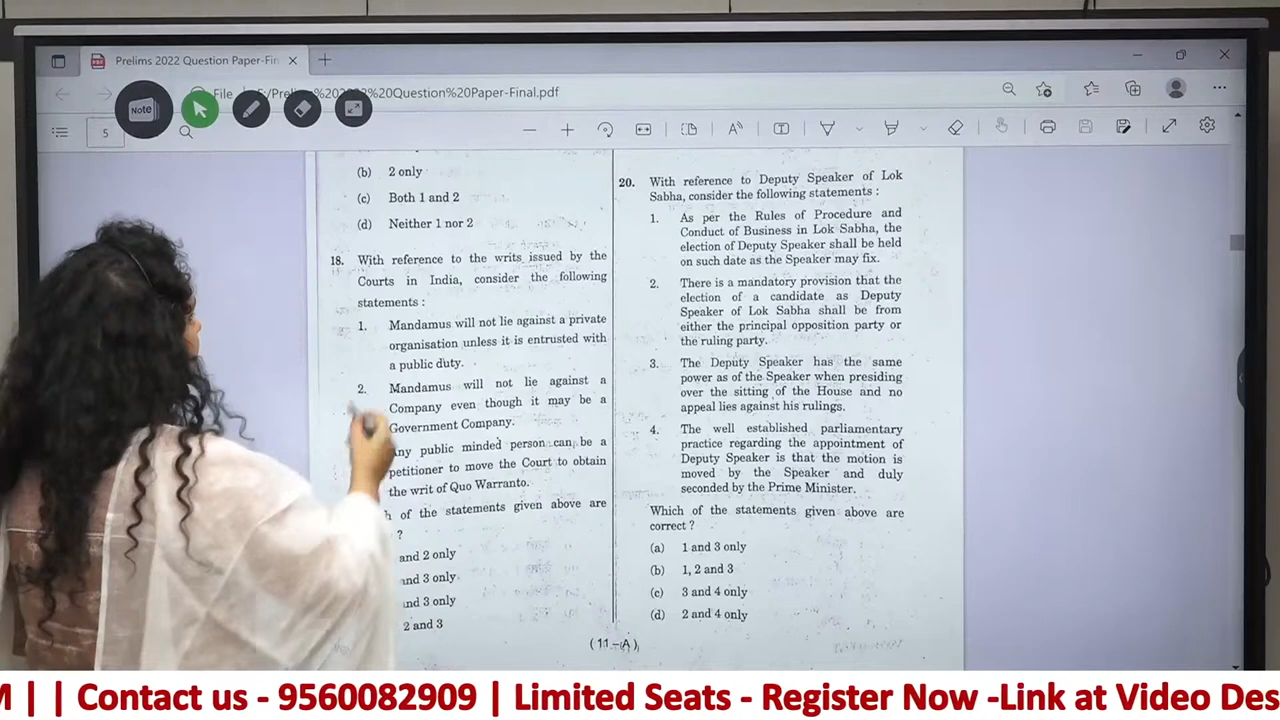 Prelims 2022 Question Paper-Fin
File
F:/Prelims%202022%20Question%20Paper-Final.pdf
Note
5
(b) 2 only
(c) Both 1 and 2
(d) Neither 1 nor 2
18. With reference to the writs issued by the
Courts in India, consider the following
statements :
1. Mandamus will not lie against a private
organisation unless it is entrusted with
a public duty.
2. Mandamus will not lie against a
Company even though it may be a
Government Company.
Any public minded person can be a
petitioner to move the Court to obtain
the writ of Quo Warranto.
of the statements given above are
?
and 2 only
and 3 only
and 3 only
2 and 3
20. With reference to Deputy Speaker of Lok
Sabha, consider the following statements :
1. As per the Rules of Procedure and
Conduct of Business in Lok Sabha, the
election of Deputy Speaker shall be held
on such date as the Speaker may fix.
2. There is a mandatory provision that the
election of a candidate as Deputy
Speaker of Lok Sabha shall be from
either the principal opposition party or
the ruling party.
3. The Deputy Speaker has the same
power as of the Speaker when presiding
over the sitting of the House and no
appeal lies against his rulings.
4. The well established parliamentary
practice regarding the appointment of
Deputy Speaker is that the motion is
moved by the Speaker and duly
seconded by the Prime Minister.
Which of the statements given above are
correct ?
(a) 1 and 3 only
(b) 1, 2 and 3
(c) 3 and 4 only
(d) 2 and 4 only
( 11 – A )
M | | Contact us - 9560082909 | Limited Seats - Register Now -Link at Video Des